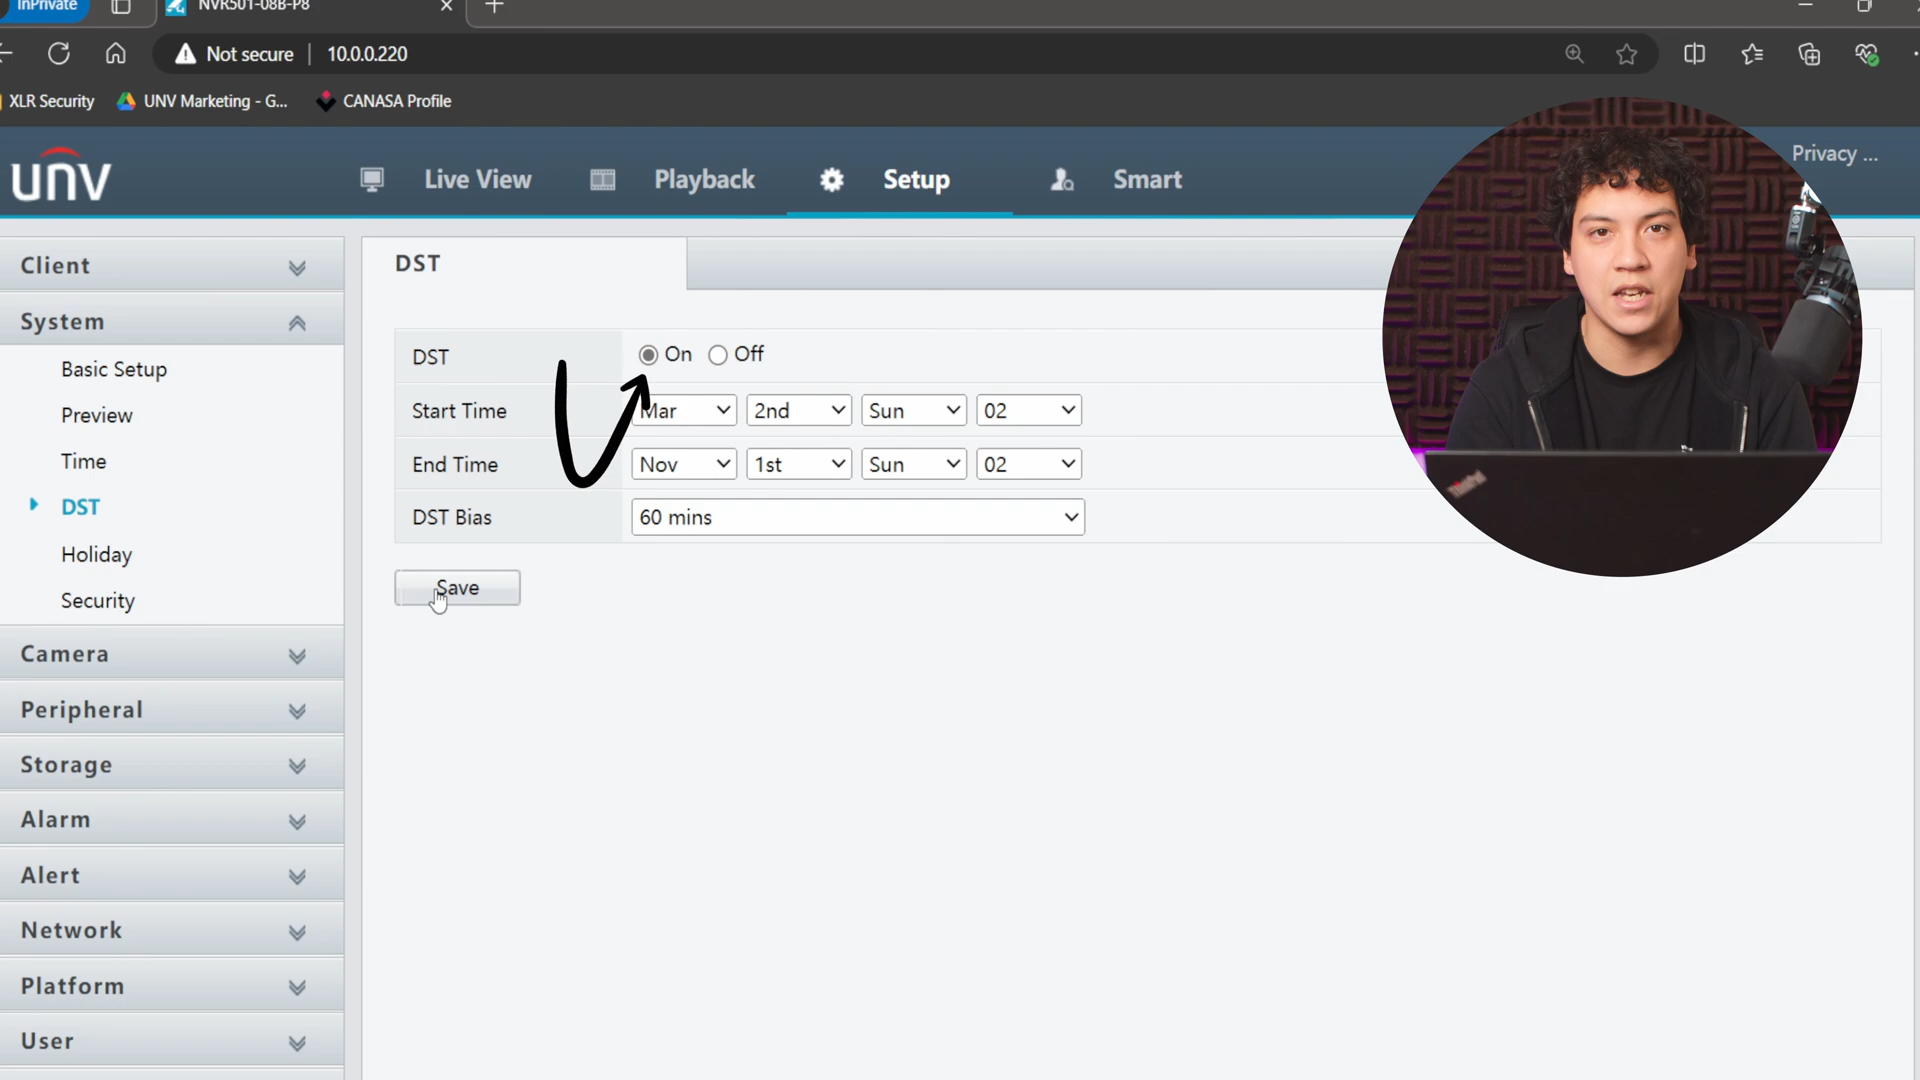 InPrivate
NVR501-08B-P8
Not secure
10.0.0.220
XLR Security
UNV Marketing - G...
CANASA Profile
unv
Live View
Playback
Setup
Smart
Privacy ...
Client
System
Basic Setup
Preview
Time
DST
Holiday
Security
Camera
Peripheral
Storage
Alarm
Alert
Network
Platform
User
DST
DST
On
Off
Start Time
Mar
2nd
Sun
02
End Time
Nov
1st
Sun
02
DST Bias
60 mins
Save